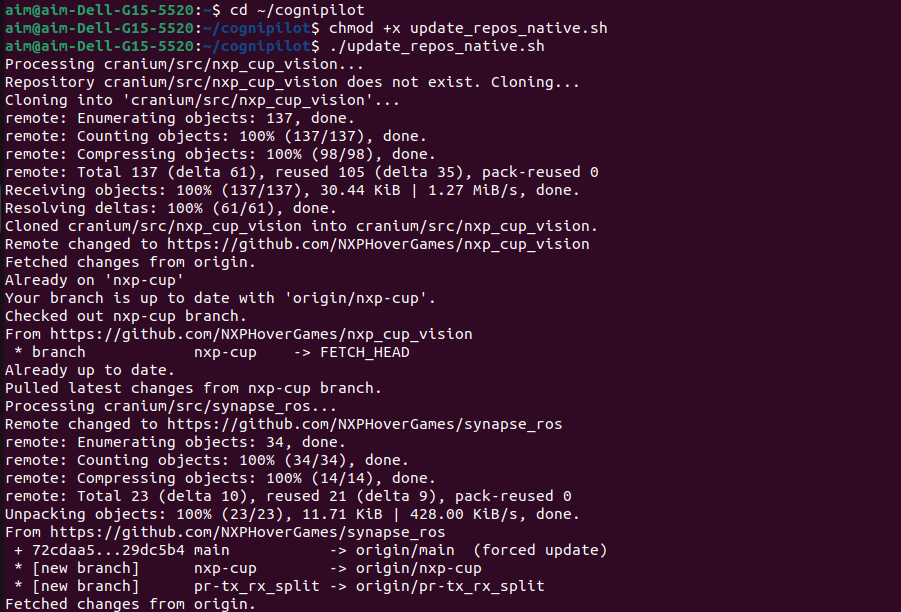 aim@aim-Dell-G15-5520:~$ cd ~/cognipilot
aim@aim-Dell-G15-5520:~/cognipilot$ chmod +x update_repos_native.sh
aim@aim-Dell-G15-5520:~/cognipilot$ ./update_repos_native.sh
Processing cranium/src/nxp_cup_vision...
Repository cranium/src/nxp_cup_vision does not exist. Cloning...
Cloning into 'cranium/src/nxp_cup_vision'...
remote: Enumerating objects: 137, done.
remote: Counting objects: 100% (137/137), done.
remote: Compressing objects: 100% (98/98), done.
remote: Total 137 (delta 61), reused 105 (delta 35), pack-reused 0
Receiving objects: 100% (137/137), 30.44 KiB | 1.27 MiB/s, done.
Resolving deltas: 100% (61/61), done.
Cloned cranium/src/nxp_cup_vision into cranium/src/nxp_cup_vision.
Remote changed to https://github.com/NXPHoverGames/nxp_cup_vision
Fetched changes from origin.
Already on 'nxp-cup'
Your branch is up to date with 'origin/nxp-cup'.
Checked out nxp-cup branch.
From https://github.com/NXPHoverGames/nxp_cup_vision
 * branch            nxp-cup    -> FETCH_HEAD
Already up to date.
Pulled latest changes from nxp-cup branch.
Processing cranium/src/synapse_ros...
Remote changed to https://github.com/NXPHoverGames/synapse_ros
remote: Enumerating objects: 34, done.
remote: Counting objects: 100% (34/34), done.
remote: Compressing objects: 100% (14/14), done.
remote: Total 23 (delta 10), reused 21 (delta 9), pack-reused 0
Unpacking objects: 100% (23/23), 11.71 KiB | 428.00 KiB/s, done.
From https://github.com/NXPHoverGames/synapse_ros
 + 72cdaa5...29dc5b4 main           -> origin/main  (forced update)
 * [new branch]      nxp-cup        -> origin/nxp-cup
 * [new branch]      pr-tx_rx_split -> origin/pr-tx_rx_split
Fetched changes from origin.